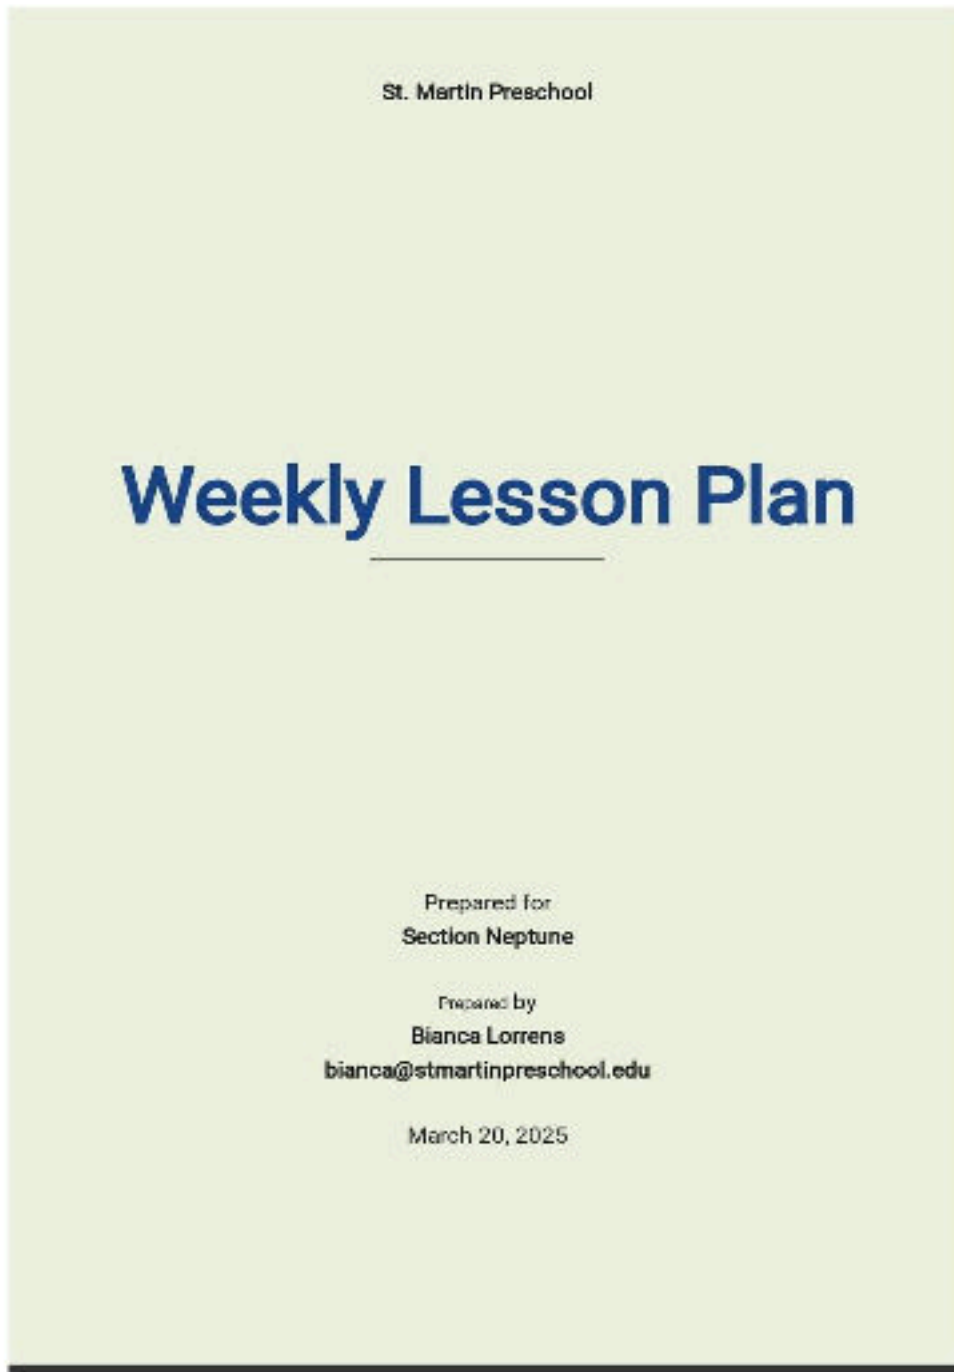 St. Martin Preschool
Weekly Lesson Plan
Prepared for
Section Neptune
Prepared by
Bianca Lorrens
bianca@stmartinpreschool.edu
March 20, 2025